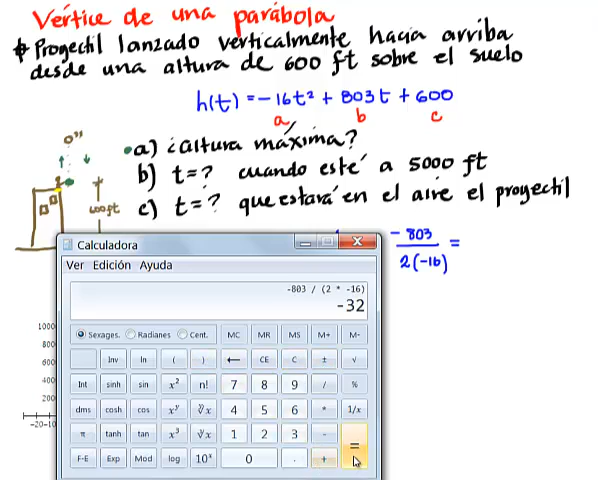 Vértice de una parábola
Proyectil lanzado verticalmente hacia arriba
desde una altura de 600 ft sobre el suelo
h(t) = -16t² + 803t + 600
a b c
0"
a) ¿altura máxima?
b) t=? cuando esté a 5000 ft
c) t=? que estará en el aire el proyectil
600 ft
-803
2(-16)
=
Calculadora
Ver Edición Ayuda
-803 / (2 * -16)
-32
Sexages. Radianes Cent. MC MR MS M+ M-
Inv ln ( ) ← CE C ± √
Int sinh sin x² n! 7 8 9 / %
dms cosh cos xʸ ʸ√x 4 5 6 * 1/x
π tanh tan x³ ³√x 1 2 3 - =
F-E Exp Mod log 10ˣ 0 . +
1000
800
600
400
200
-20 -10